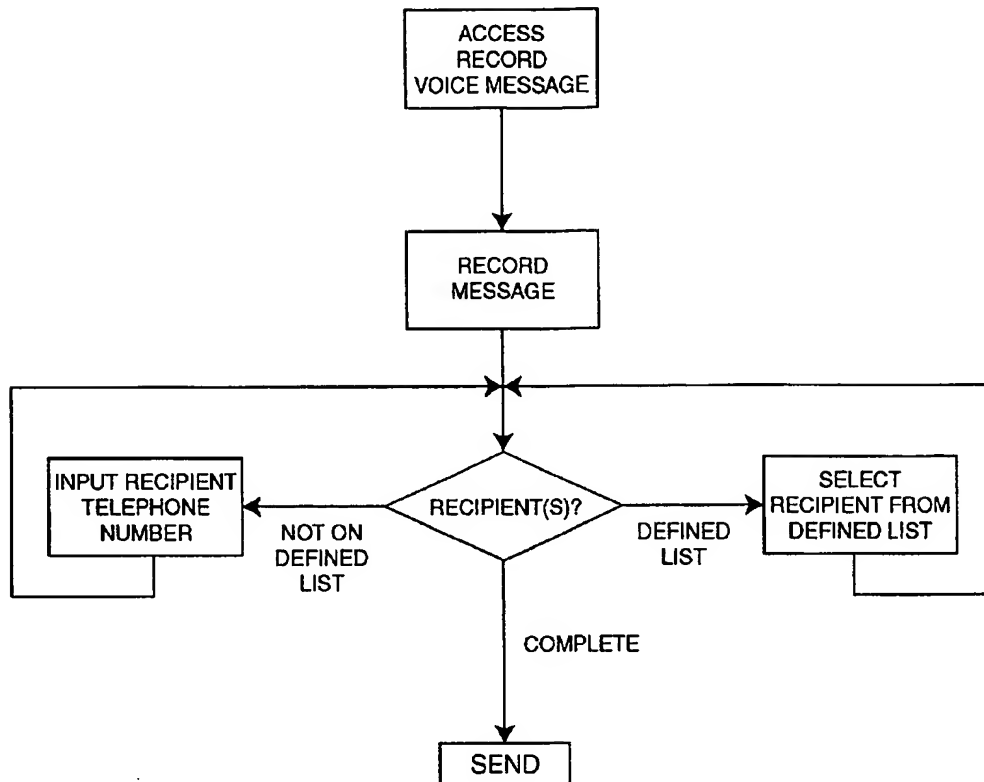 ACCESS
RECORD
VOICE MESSAGE
RECORD
MESSAGE
INPUT RECIPIENT
TELEPHONE
NUMBER
NOT ON
DEFINED
LIST
RECIPIENT(S)?
DEFINED
LIST
SELECT
RECIPIENT FROM
DEFINED LIST
COMPLETE
SEND